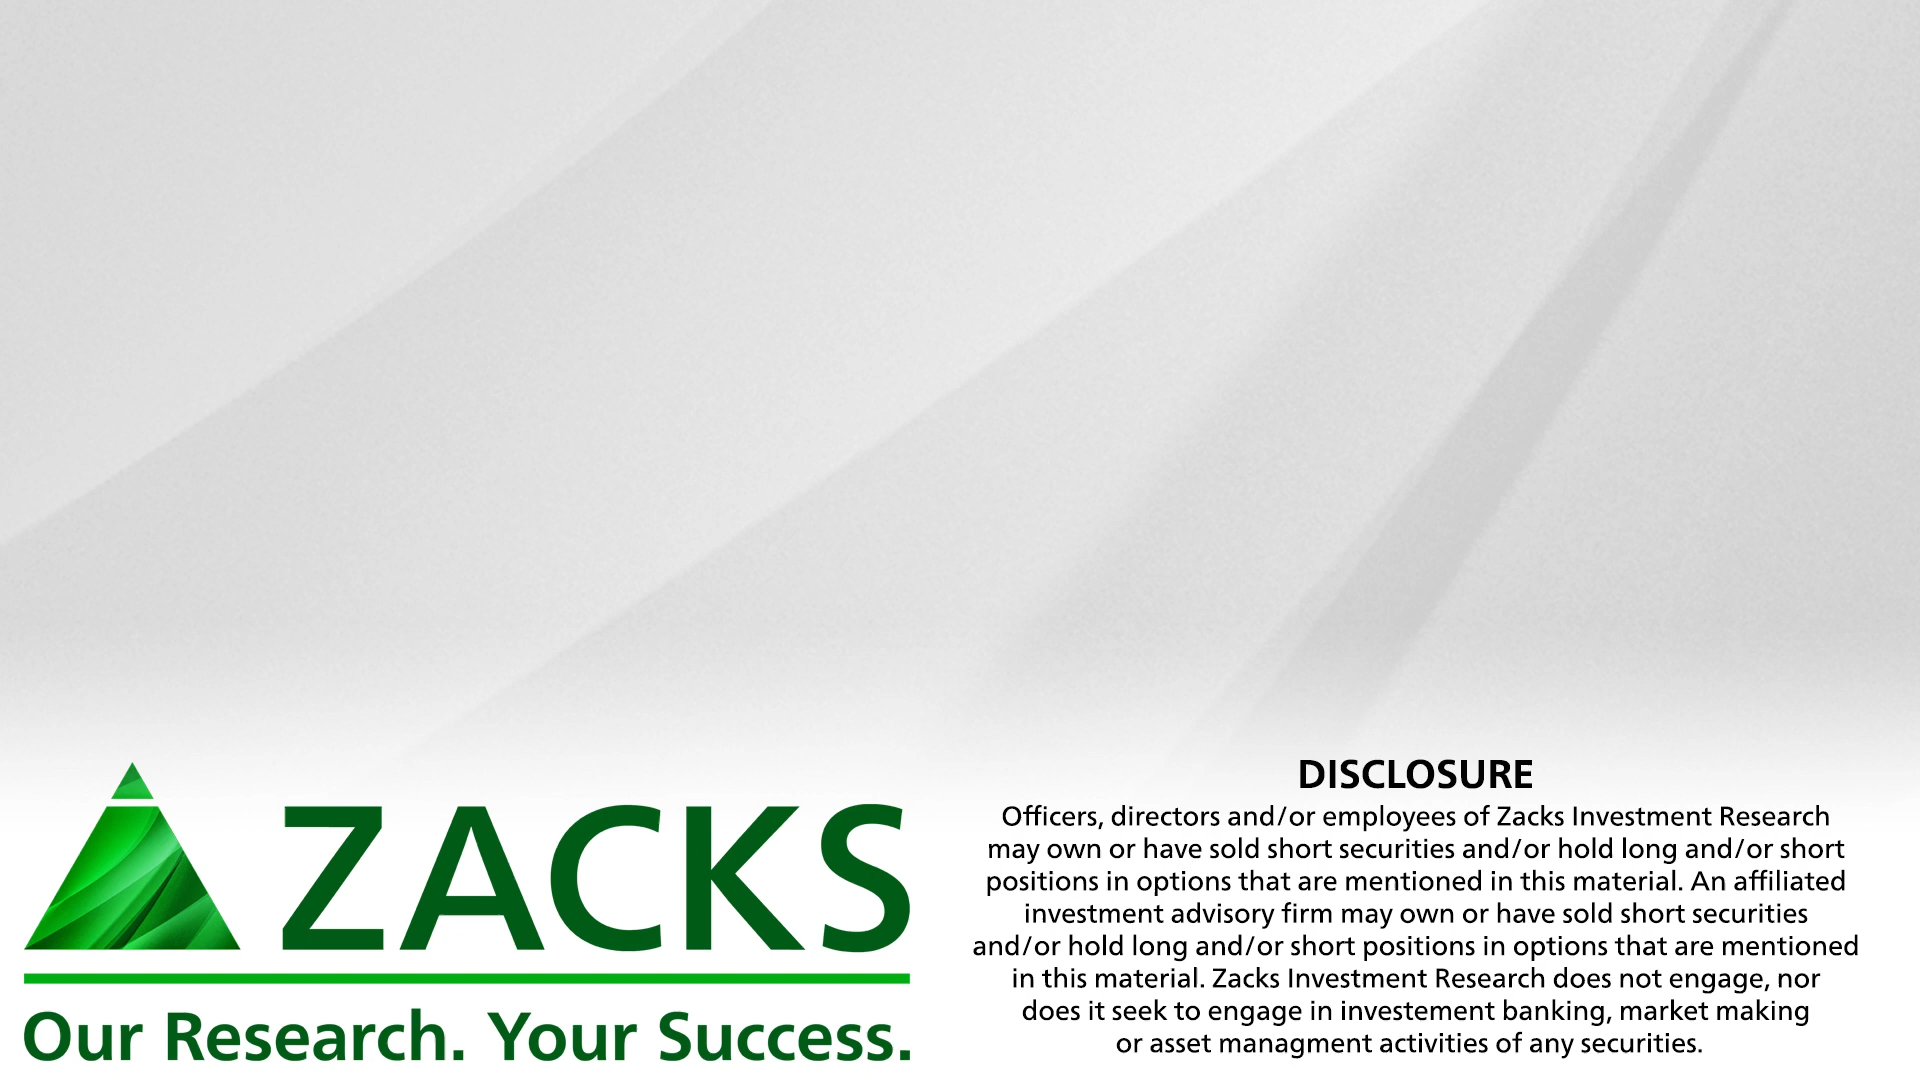 ZACKS
Our Research. Your Success.
DISCLOSURE
Officers, directors and/or employees of Zacks Investment Research
may own or have sold short securities and/or hold long and/or short
positions in options that are mentioned in this material. An affiliated
investment advisory firm may own or have sold short securities
and/or hold long and/or short positions in options that are mentioned
in this material. Zacks Investment Research does not engage, nor
does it seek to engage in investement banking, market making
or asset managment activities of any securities.